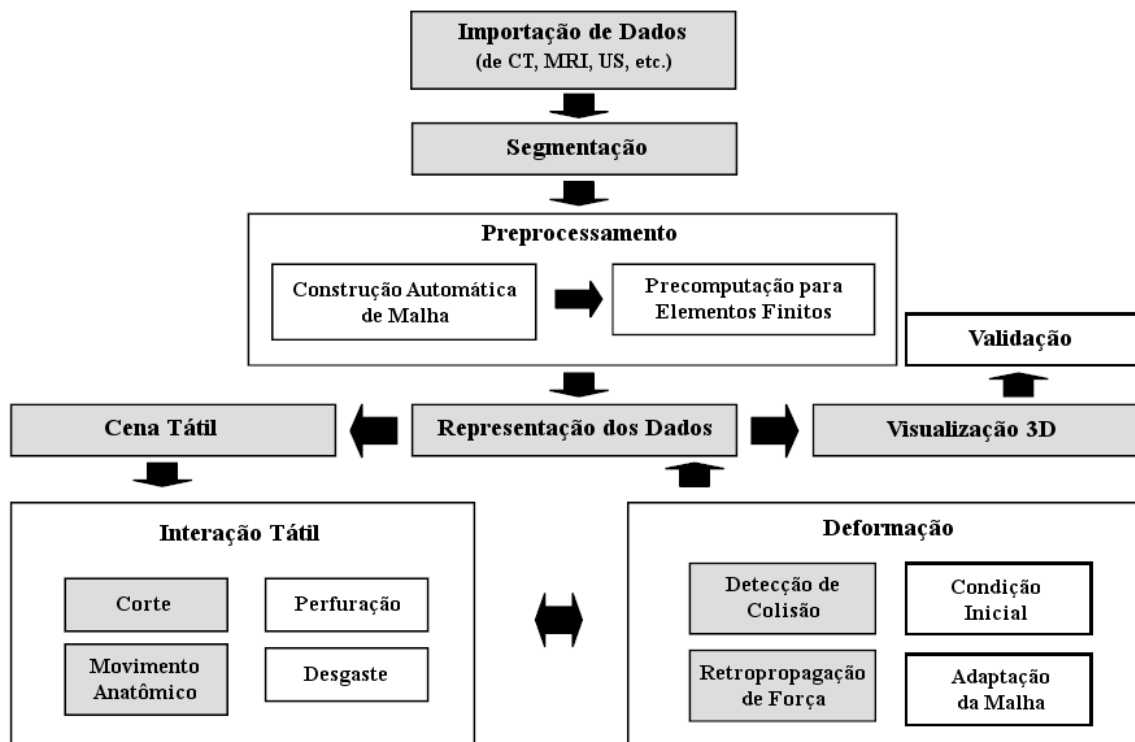 Importação de Dados
(de CT, MRI, US, etc.)
Segmentação
Preprocessamento
Construção Automática
de Malha
Precomputação para
Elementos Finitos
Validação
Cena Tátil
Representação dos Dados
Visualização 3D
Interação Tátil
Corte
Perfuração
Movimento
Anatômico
Desgaste
Deformação
Detecção de
Colisão
Condição
Inicial
Retropropagação
de Força
Adaptação
da Malha